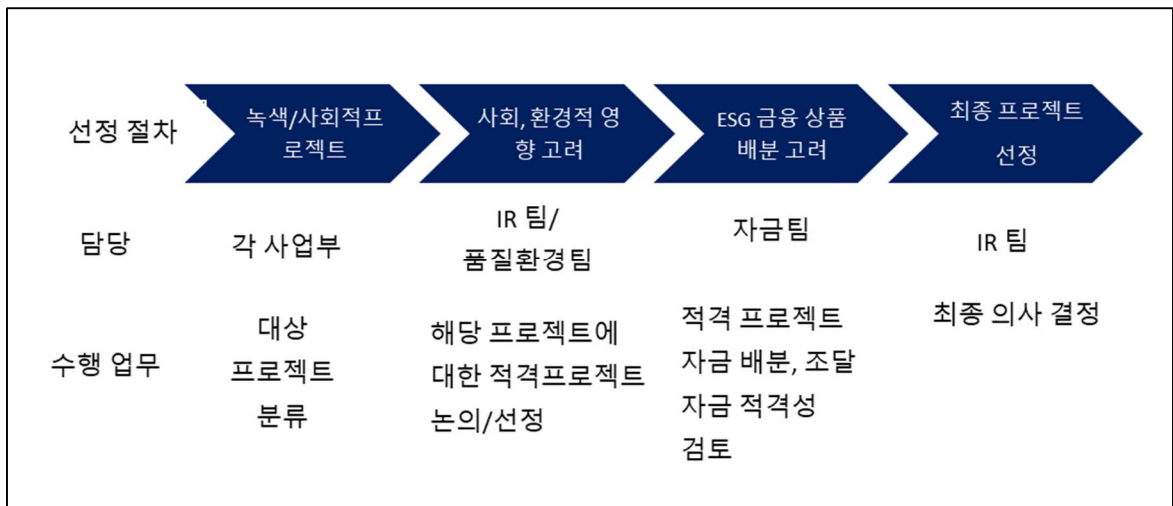 선정 절차
녹색/사회적프
로젝트
사회, 환경적 영
향 고려
ESG 금융 상품
배분 고려
최종 프로젝트
선정
담당
각 사업부
IR 팀/
품질환경팀
자금팀
IR 팀
수행 업무
대상
프로젝트
분류
해당 프로젝트에
대한 적격프로젝트
논의/선정
적격 프로젝트
자금 배분, 조달
자금 적격성
검토
최종 의사 결정